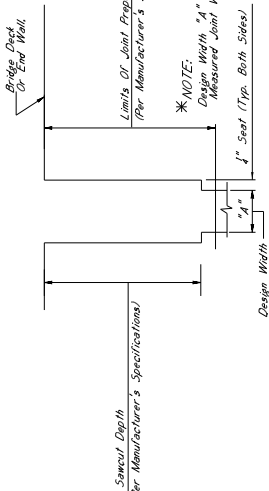 Bridge Deck
Or End Wall.
Limits Of Joint Prep
(Per Manufacturer's
* NOTE:
Design Width "A"
Measured Joint
1/4" Seat (Typ. Both Sides)
"A"
Design Width
Sawcut Depth
Per Manufacturer's Specifications)